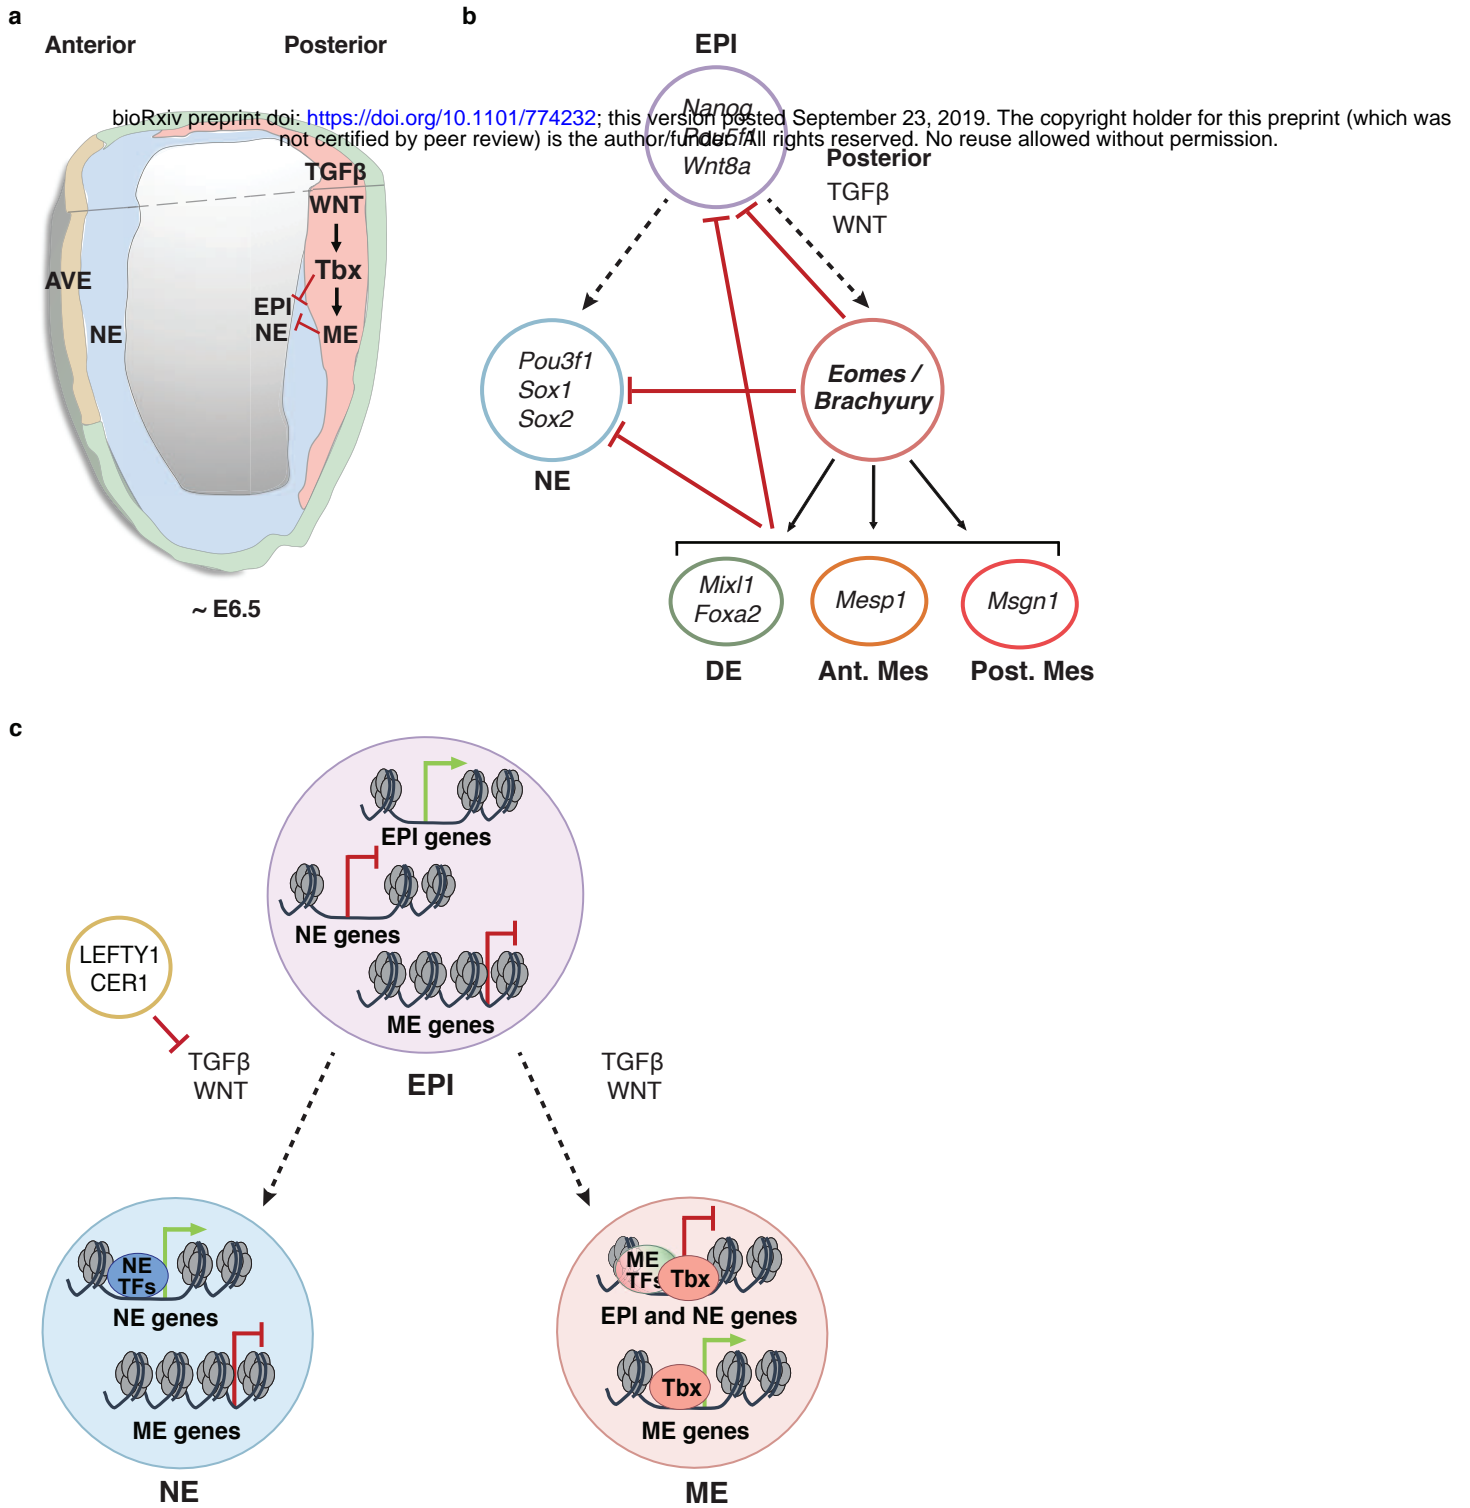 a
Anterior
Posterior
bioRxiv preprint doi: https://doi.org/10.1101/774232; this version posted September 23, 2019. The copyright holder for this preprint (which was
not certified by peer review) is the author/funder. All rights reserved. No reuse allowed without permission.
TGFβ
WNT
Tbx
AVE
EPI
NE
NE
ME
~ E6.5
b
EPI
Nanog
Pou5f1
Wnt8a
Posterior
TGFβ
WNT
Pou3f1
Sox1
Sox2
NE
Eomes /
Brachyury
Mixl1
Foxa2
Mesp1
Msgn1
DE
Ant. Mes
Post. Mes
c
EPI genes
NE genes
ME genes
EPI
LEFTY1
CER1
TGFβ
WNT
TGFβ
WNT
NE
TFs
NE genes
ME genes
NE
ME
TFs
Tbx
EPI and NE genes
Tbx
ME genes
ME